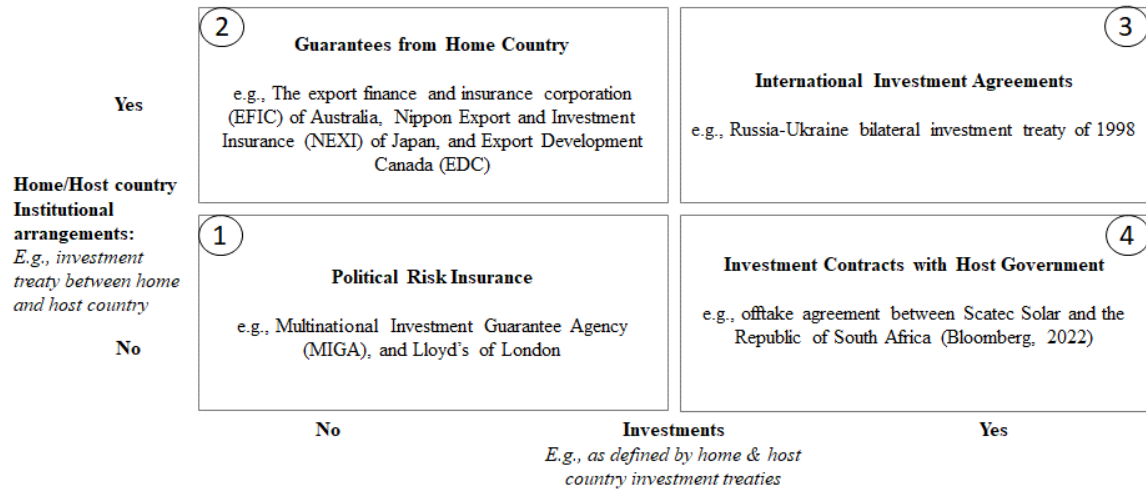 2
Guarantees from Home Country
e.g., The export finance and insurance corporation
(EFIC) of Australia, Nippon Export and Investment
Insurance (NEXI) of Japan, and Export Development
Canada (EDC)
3
International Investment Agreements
e.g., Russia-Ukraine bilateral investment treaty of 1998
Yes
Home/Host country
Institutional
arrangements:
E.g., investment
treaty between home
and host country
No
1
Political Risk Insurance
e.g., Multinational Investment Guarantee Agency
(MIGA), and Lloyd's of London
4
Investment Contracts with Host Government
e.g., offtake agreement between Scatec Solar and the
Republic of South Africa (Bloomberg, 2022)
No
Investments
Yes
E.g., as defined by home & host
country investment treaties